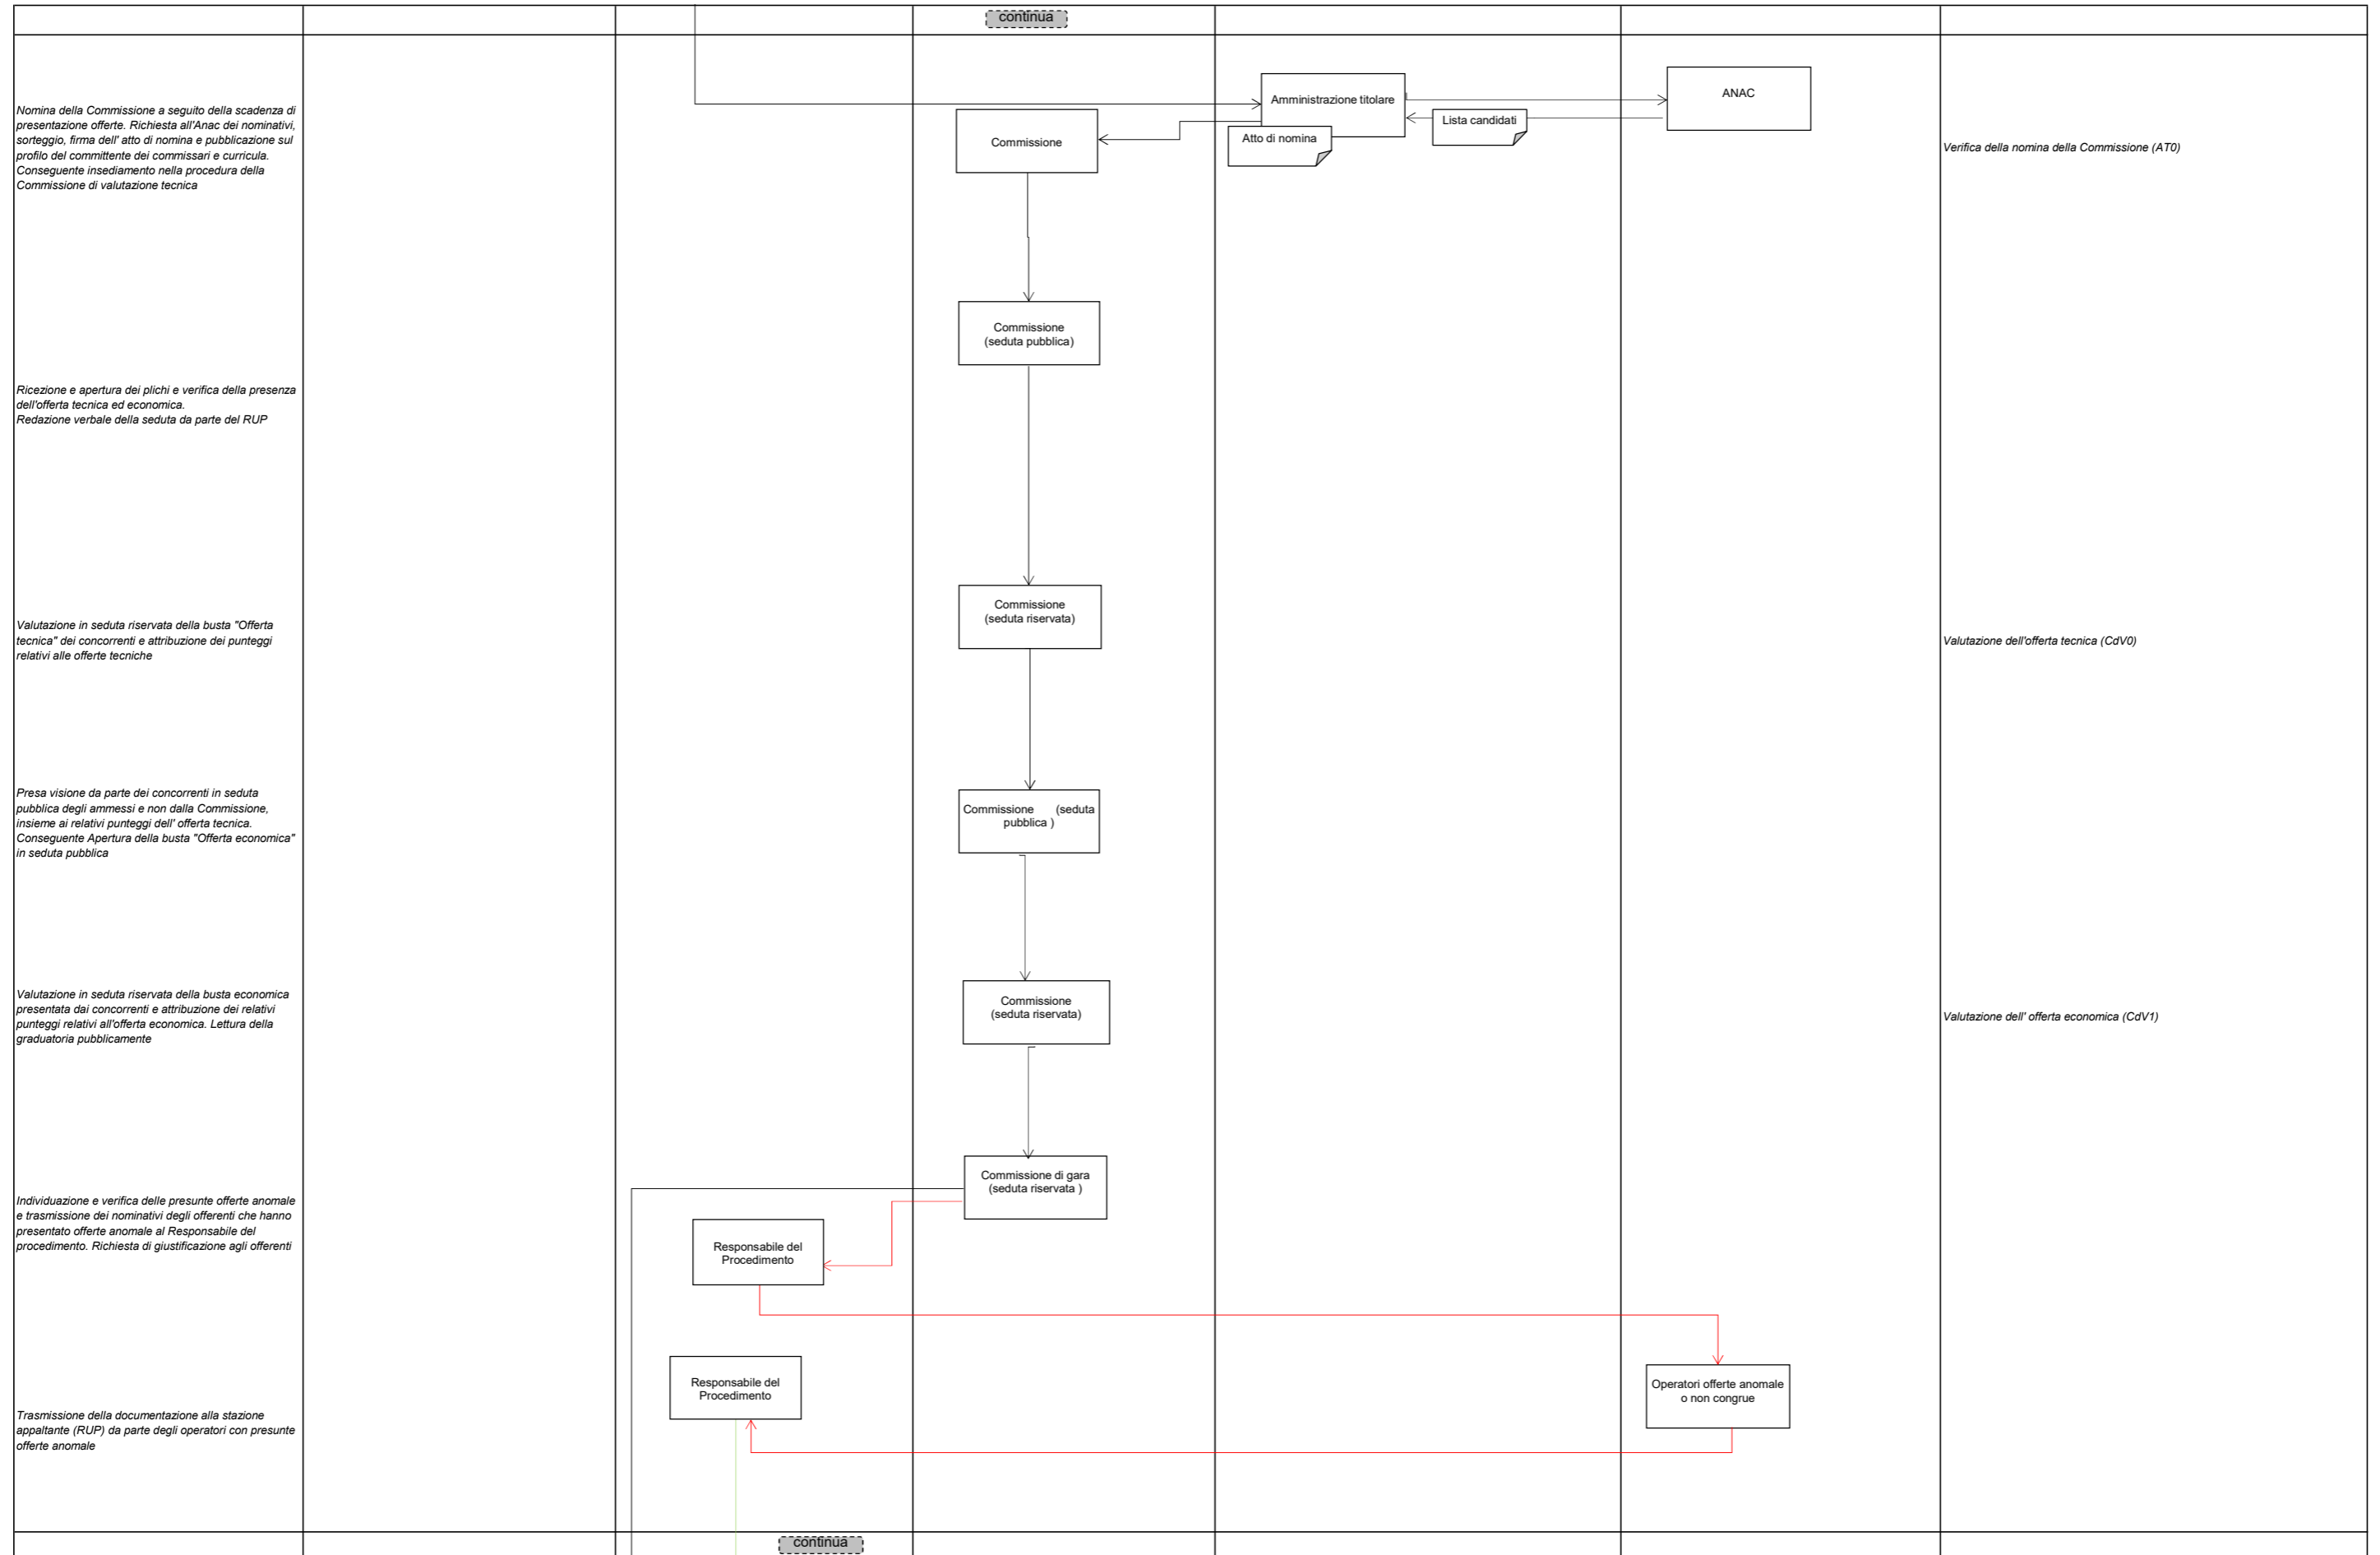 continua
Nomina della Commissione a seguito della scadenza di
presentazione offerte. Richiesta all'Anac dei nominativi,
sorteggio, firma dell' atto di nomina e pubblicazione sul
profilo del committente dei commissari e curricula.
Conseguente insediamento nella procedura della
Commissione di valutazione tecnica
Commissione
Amministrazione titolare
Atto di nomina
Lista candidati
ANAC
Verifica della nomina della Commissione (AT0)
Commissione
(seduta pubblica)
Ricezione e apertura dei plichi e verifica della presenza
dell'offerta tecnica ed economica.
Redazione verbale della seduta da parte del RUP
Commissione
(seduta riservata)
Valutazione in seduta riservata della busta "Offerta
tecnica" dei concorrenti e attribuzione dei punteggi
relativi alle offerte tecniche
Valutazione dell'offerta tecnica (CdV0)
Presa visione da parte dei concorrenti in seduta
pubblica degli ammessi e non dalla Commissione,
insieme ai relativi punteggi dell' offerta tecnica.
Conseguente Apertura della busta "Offerta economica"
in seduta pubblica
Commissione (seduta
pubblica )
Valutazione in seduta riservata della busta economica
presentata dai concorrenti e attribuzione dei relativi
punteggi relativi all'offerta economica. Lettura della
graduatoria pubblicamente
Commissione
(seduta riservata)
Valutazione dell' offerta economica (CdV1)
Commissione di gara
(seduta riservata )
Individuazione e verifica delle presunte offerte anomale
e trasmissione dei nominativi degli offerenti che hanno
presentato offerte anomale al Responsabile del
procedimento. Richiesta di giustificazione agli offerenti
Responsabile del
Procedimento
Responsabile del
Procedimento
Operatori offerte anomale
o non congrue
Trasmissione della documentazione alla stazione
appaltante (RUP) da parte degli operatori con presunte
offerte anomale
continua